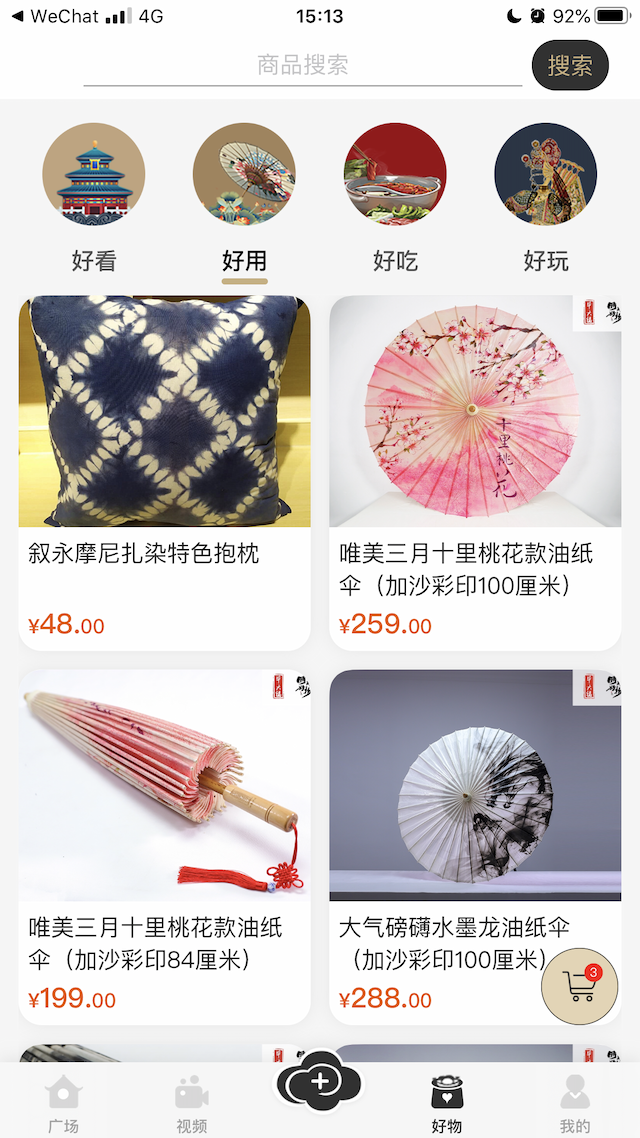 WeChat 4G 15:13 92%
商品搜索 搜索
好看 好用 好吃 好玩
十里桃花
叙永摩尼扎染特色抱枕
¥48.00
唯美三月十里桃花款油纸
伞（加沙彩印100厘米）
¥259.00
唯美三月十里桃花款油纸
伞（加沙彩印84厘米）
¥199.00
大气磅礴水墨龙油纸伞
（加沙彩印100厘米）
¥288.00
3
广场 视频 好物 我的